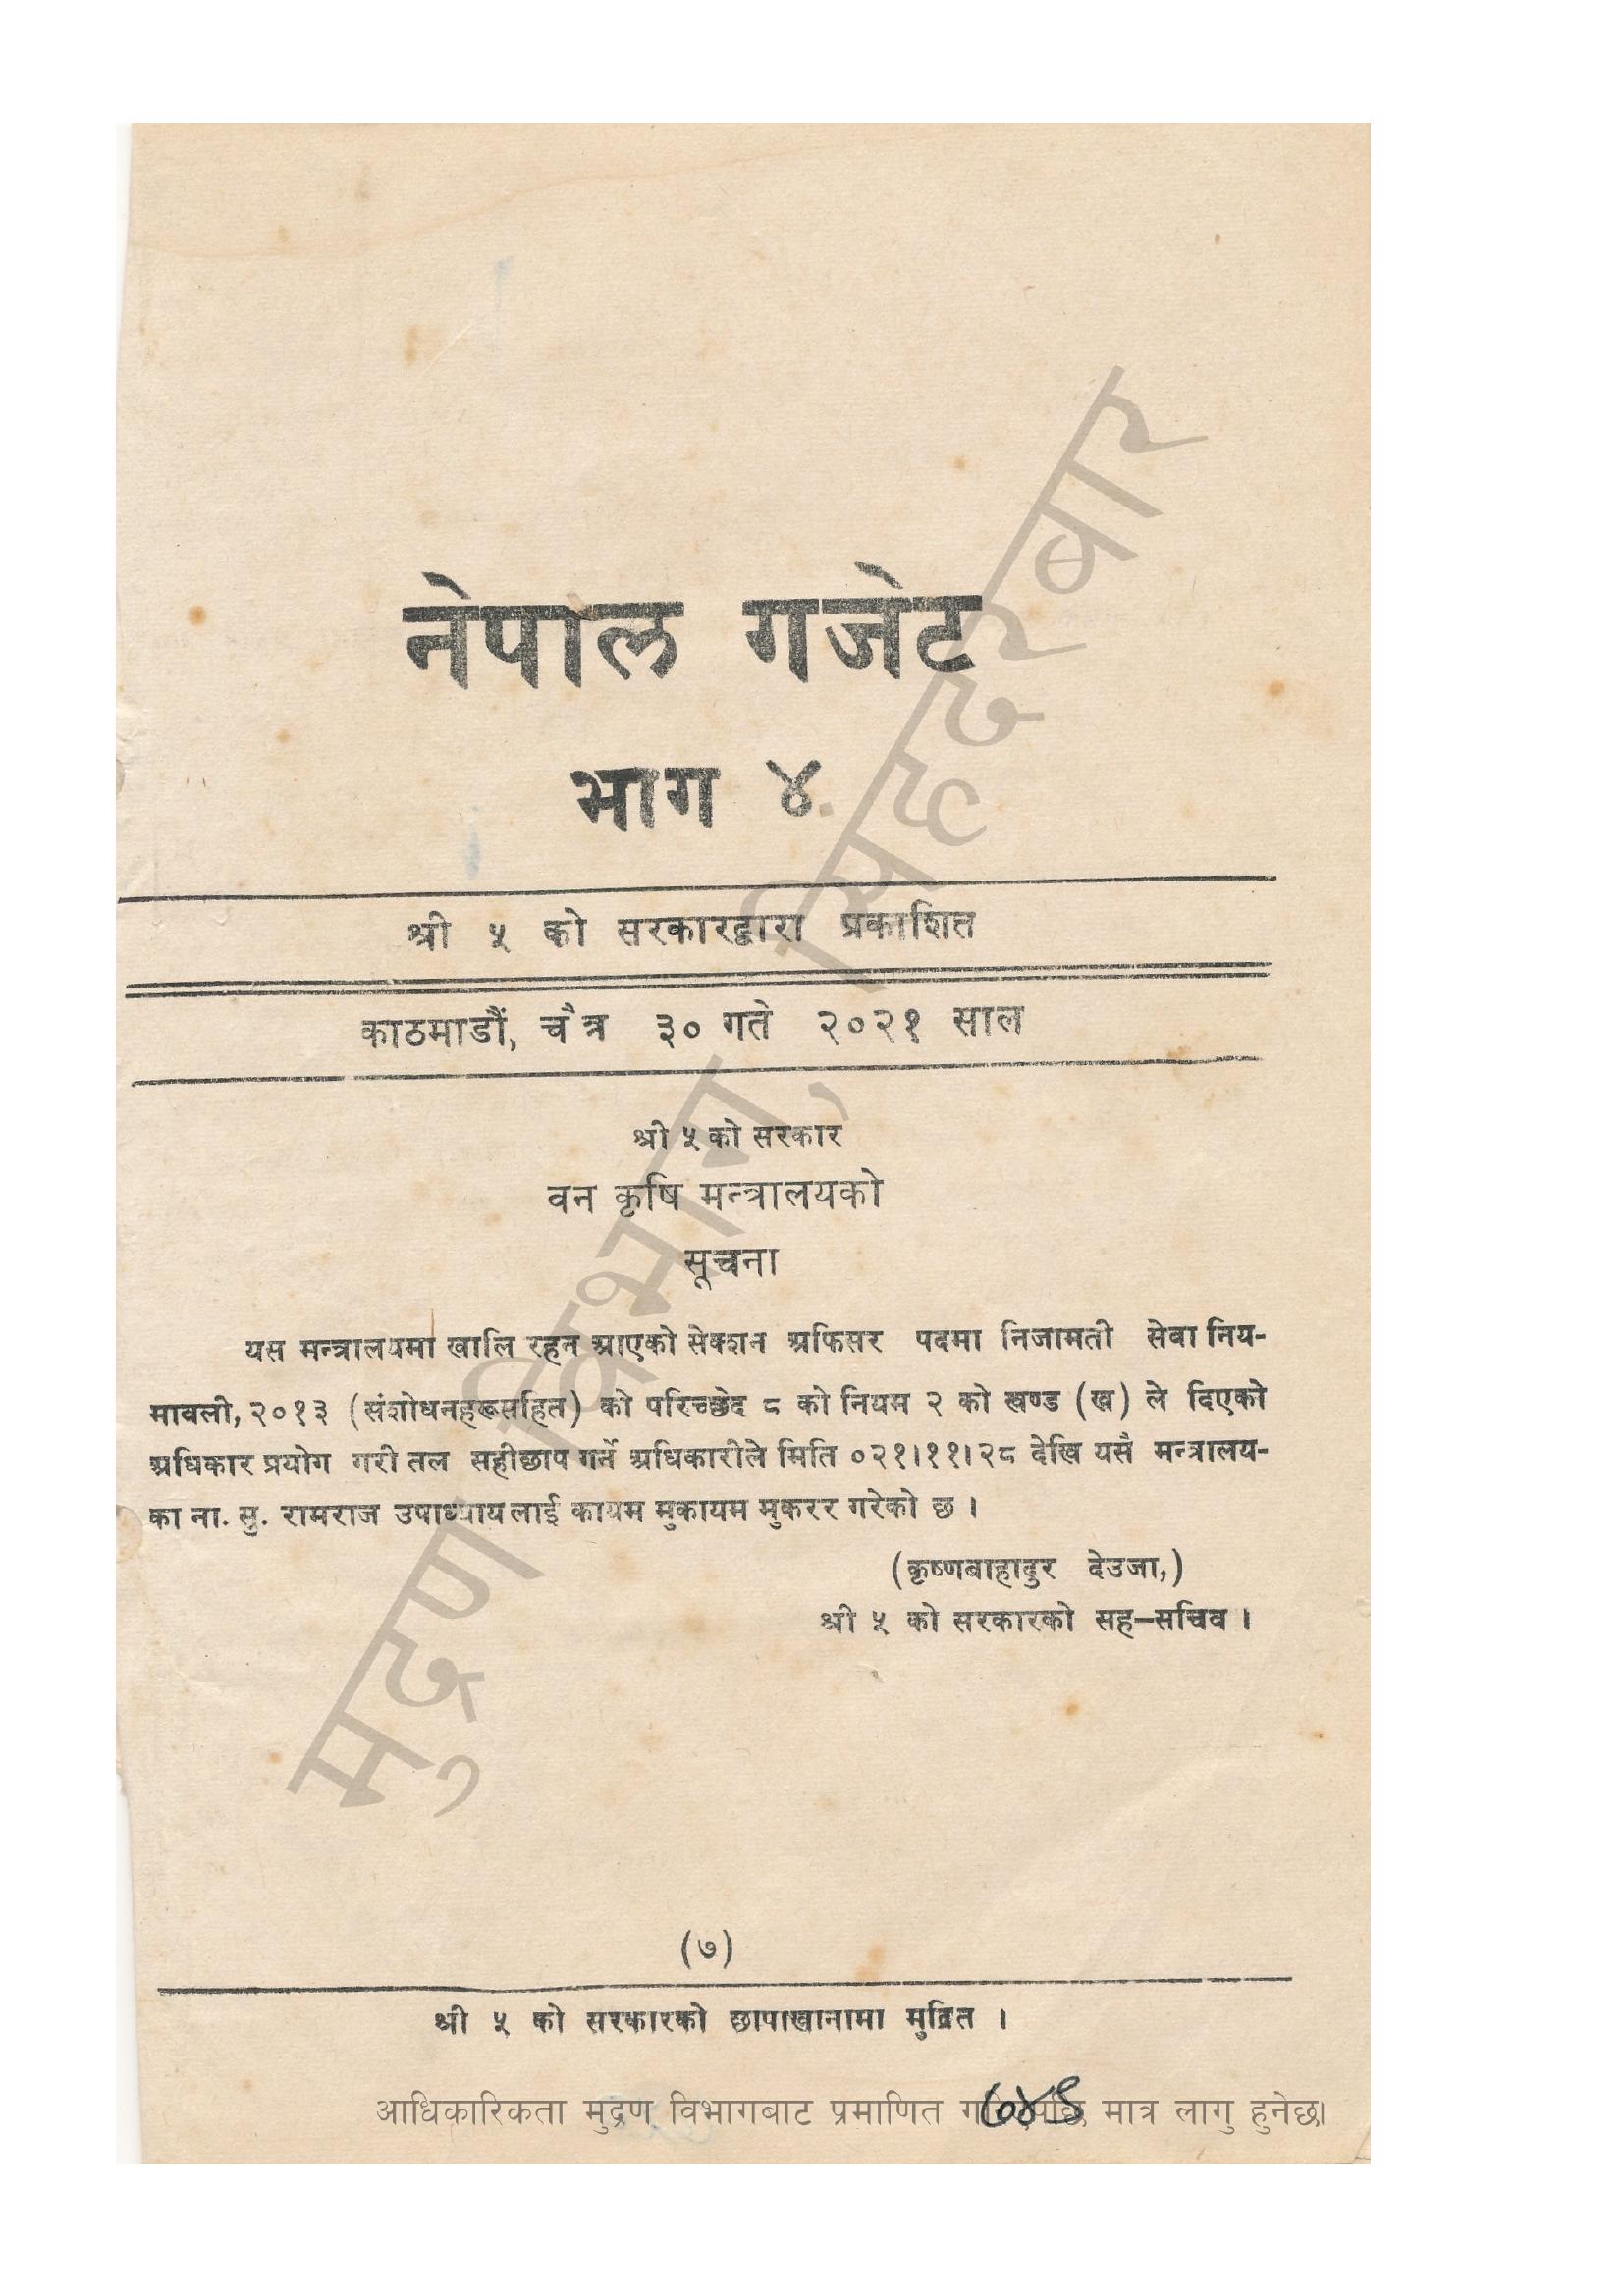 नेपाल गजेट
भाग ४
श्री ५ को सरकारद्वारा प्रकाशित
काठमाडौं, चैत्र ३० गते २०२१ साल
श्री ५ को सरकार
वन कृषि मन्त्रालयको
सूचना
यस मन्त्रालयमा खालि रहन आएको सेक्शन अफिसर पदमा निजामती सेवा निय-
मावली, २०१३ (संशोधनहरूसहित) को परिच्छेद ८ को नियम २ को खण्ड (ख) ले दिएको
अधिकार प्रयोग गरी तल सहीछाप गर्ने अधिकारीले मिति ०२१।११।२८ देखि यसै मन्त्रालय-
का ना. सु. रामराज उपाध्यायलाई कायम मुकायम मुकरर गरेको छ ।
(कृष्णबाहादुर देउजा,)
श्री ५ को सरकारको सह–सचिव ।
(७)
श्री ५ को सरकारको छापाखानामा मुद्रित ।
आधिकारिकता मुद्रण विभागबाट प्रमाणित मात्र लागु हुनेछ।
मुद्रण विभाग, सिंहदरबार